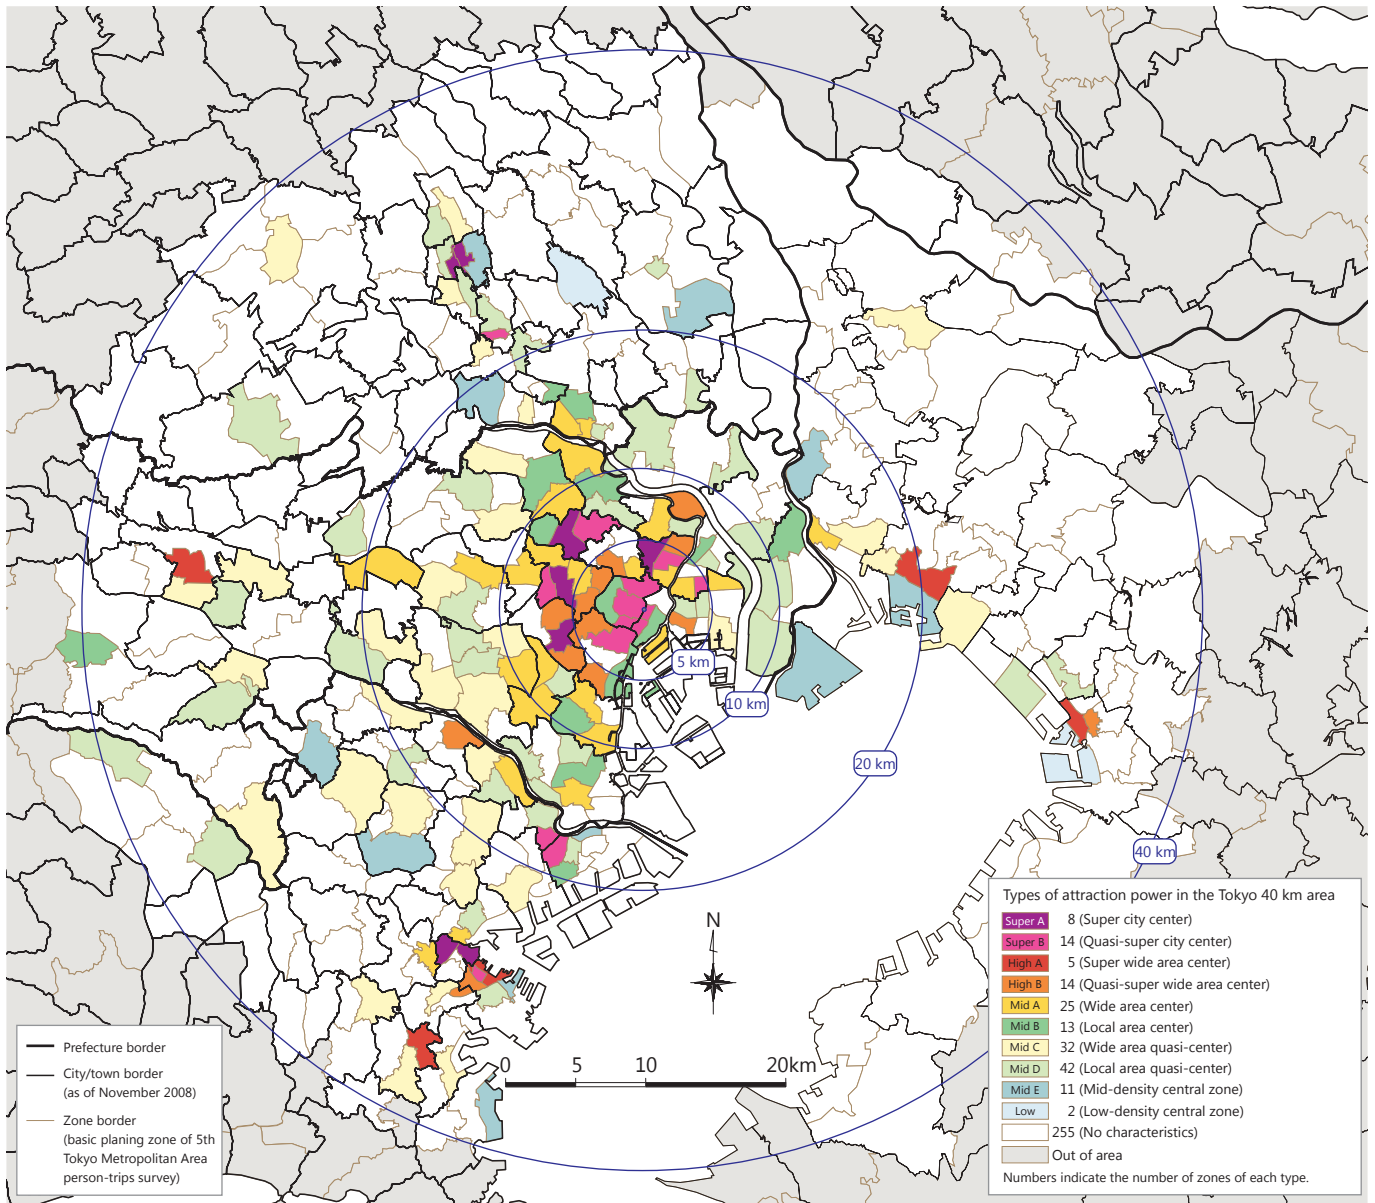 5 km
10 km
20 km
40 km
N
0 5 10 20km
Prefecture border
City/town border
(as of November 2008)
Zone border
(basic planing zone of 5th
Tokyo Metropolitan Area
person-trips survey)
Types of attraction power in the Tokyo 40 km area
Super A 8 (Super city center)
Super B 14 (Quasi-super city center)
High A 5 (Super wide area center)
High B 14 (Quasi-super wide area center)
Mid A 25 (Wide area center)
Mid B 13 (Local area center)
Mid C 32 (Wide area quasi-center)
Mid D 42 (Local area quasi-center)
Mid E 11 (Mid-density central zone)
Low 2 (Low-density central zone)
255 (No characteristics)
Out of area
Numbers indicate the number of zones of each type.